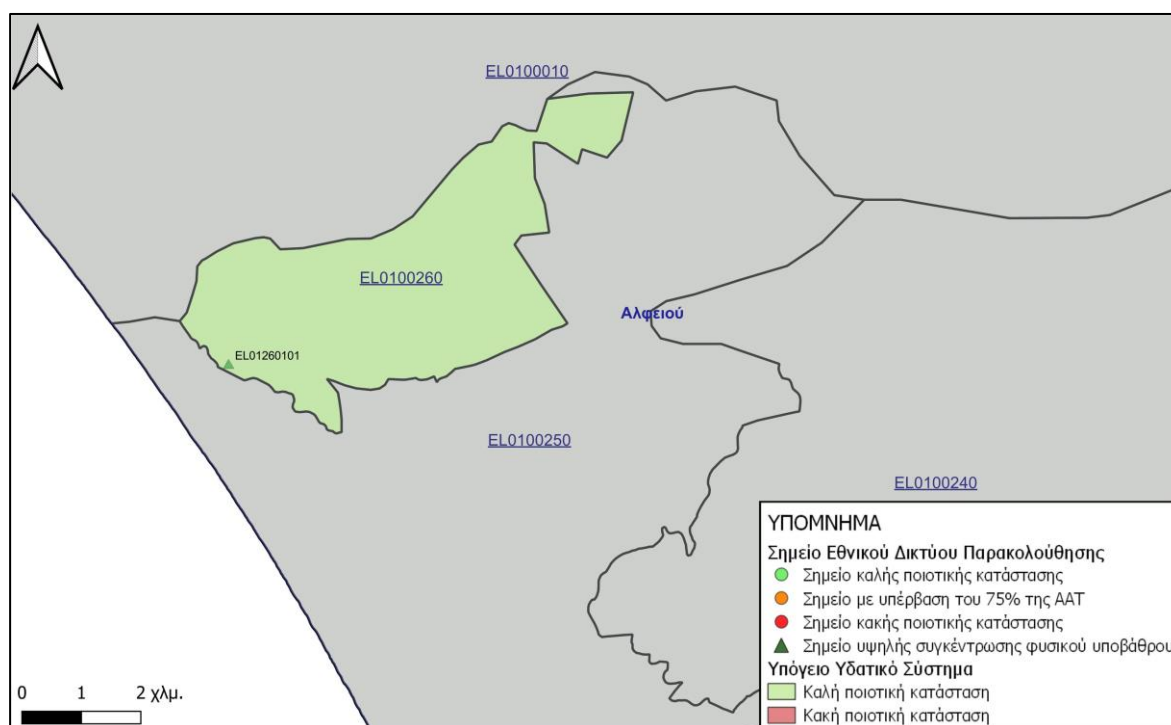 EL0100010
EL0100260
Αλφειού
EL01260101
EL0100250
EL0100240
ΥΠΟΜΝΗΜΑ
Σημείο Εθνικού Δικτύου Παρακολούθησης
Σημείο καλής ποιοτικής κατάστασης
Σημείο με υπέρβαση του 75% της ΑΑΤ
Σημείο κακής ποιοτικής κατάστασης
Σημείο υψηλής συγκέντρωσης φυσικού υποβάθρου
Υπόγειο Υδατικό Σύστημα
Καλή ποιοτική κατάσταση
Κακή ποιοτική κατάσταση
0 1 2 χλμ.